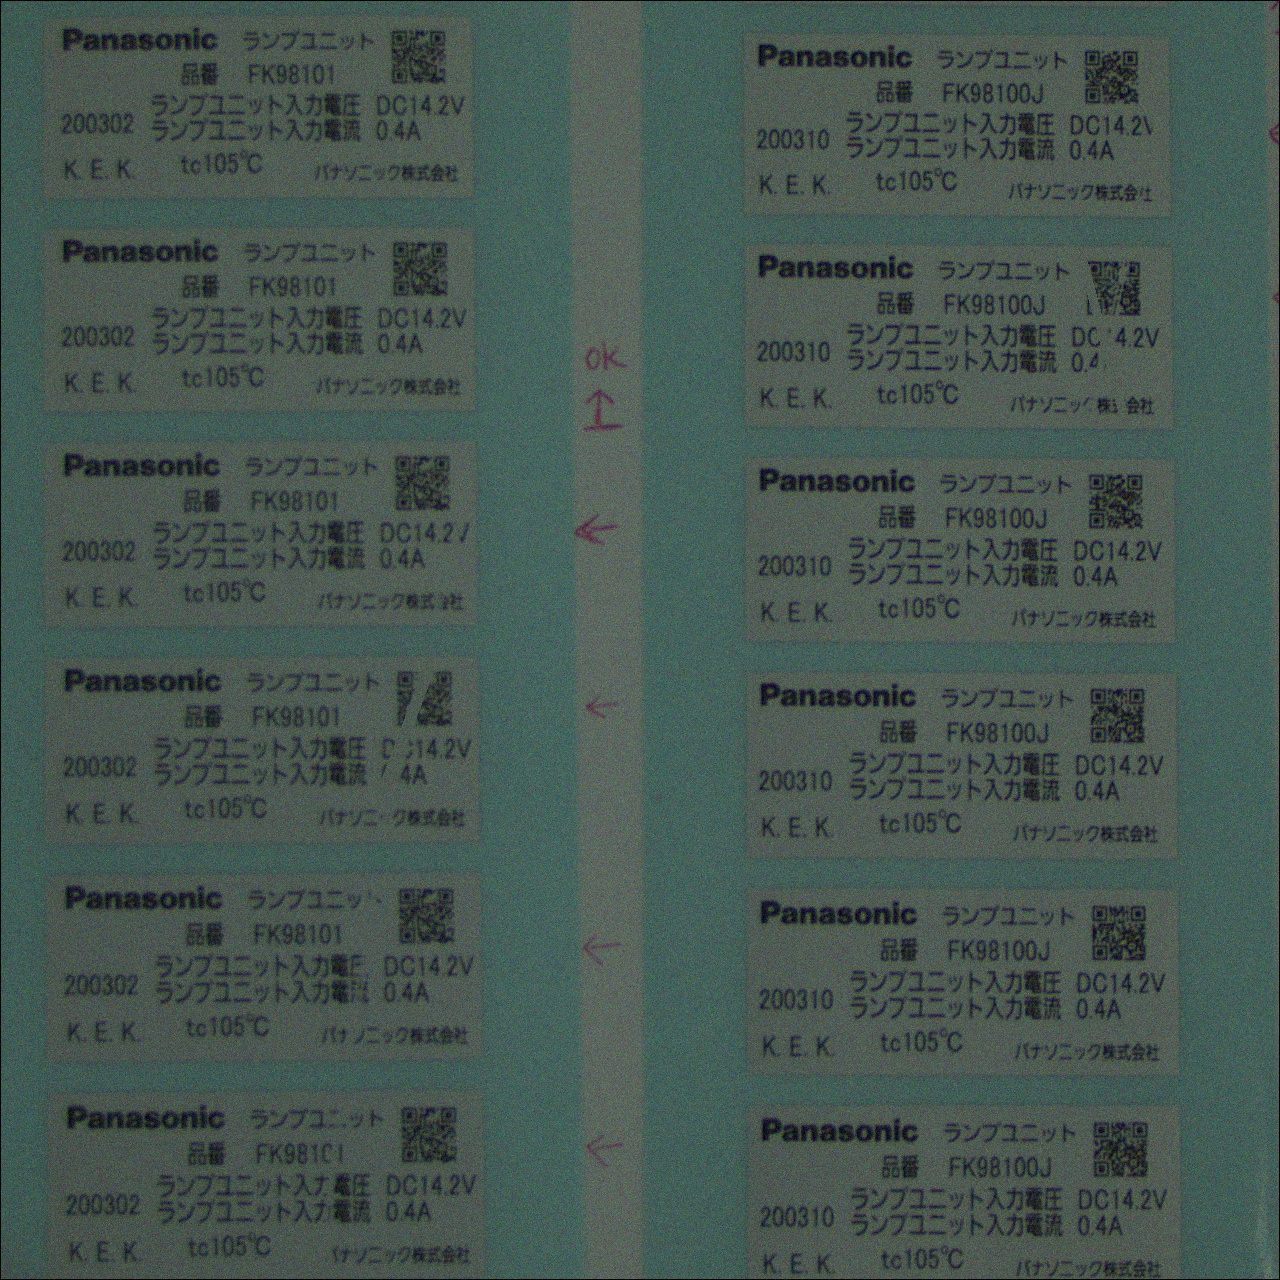 Panasonic ランプユニット
品番 FK98101
ランプユニット入力電圧 DC14.2V
200302 ランプユニット入力電流 0.4A
K. E. K. tc105℃ パナソニック株式会社
Panasonic ランプユニット
品番 FK98101
ランプユニット入力電圧 DC14.2V
200302 ランプユニット入力電流 0.4A
K. E. K. tc105℃ パナソニック株式会社
Panasonic ランプユニット
品番 FK98101
ランプユニット入力電圧 DC14.2
200302 ランプユニット入力電流 0.4A
K. E. K. tc105℃ パナソニック株式会社
Panasonic ランプユニット
品番 FK98101
ランプユニット入力電圧 14.2V
200302 ランプユニット入力電流 4A
K. E. K. tc105℃ パナソニック株式会社
Panasonic ランプユニット
品番 FK98101
ランプユニット入力電圧 DC14.2V
200302 ランプユニット入力電流 0.4A
K. E. K. tc105℃ パナソニック株式会社
Panasonic ランプユニット
品番 FK98101
ランプユニット入力電圧 DC14.2V
200302 ランプユニット入力電流 0.4A
K. E. K. tc105℃ パナソニック株式会社
OK
↑
←
←
←
←
Panasonic ランプユニット
品番 FK98100J
ランプユニット入力電圧 DC14.2V
200310 ランプユニット入力電流 0.4A
K. E. K. tc105℃ パナソニック株式会社
Panasonic ランプユニット
品番 FK98100J
ランプユニット入力電圧 DC 4.2V
200310 ランプユニット入力電流 0.4
K. E. K. tc105℃ パナソニック株式会社
Panasonic ランプユニット
品番 FK98100J
ランプユニット入力電圧 DC14.2V
200310 ランプユニット入力電流 0.4A
K. E. K. tc105℃ パナソニック株式会社
Panasonic ランプユニット
品番 FK98100J
ランプユニット入力電圧 DC14.2V
200310 ランプユニット入力電流 0.4A
K. E. K. tc105℃ パナソニック株式会社
Panasonic ランプユニット
品番 FK98100J
ランプユニット入力電圧 DC14.2V
200310 ランプユニット入力電流 0.4A
K. E. K. tc105℃ パナソニック株式会社
Panasonic ランプユニット
品番 FK98100J
ランプユニット入力電圧 DC14.2V
200310 ランプユニット入力電流 0.4A
K. E. K. tc105℃ パナソニック株式会社